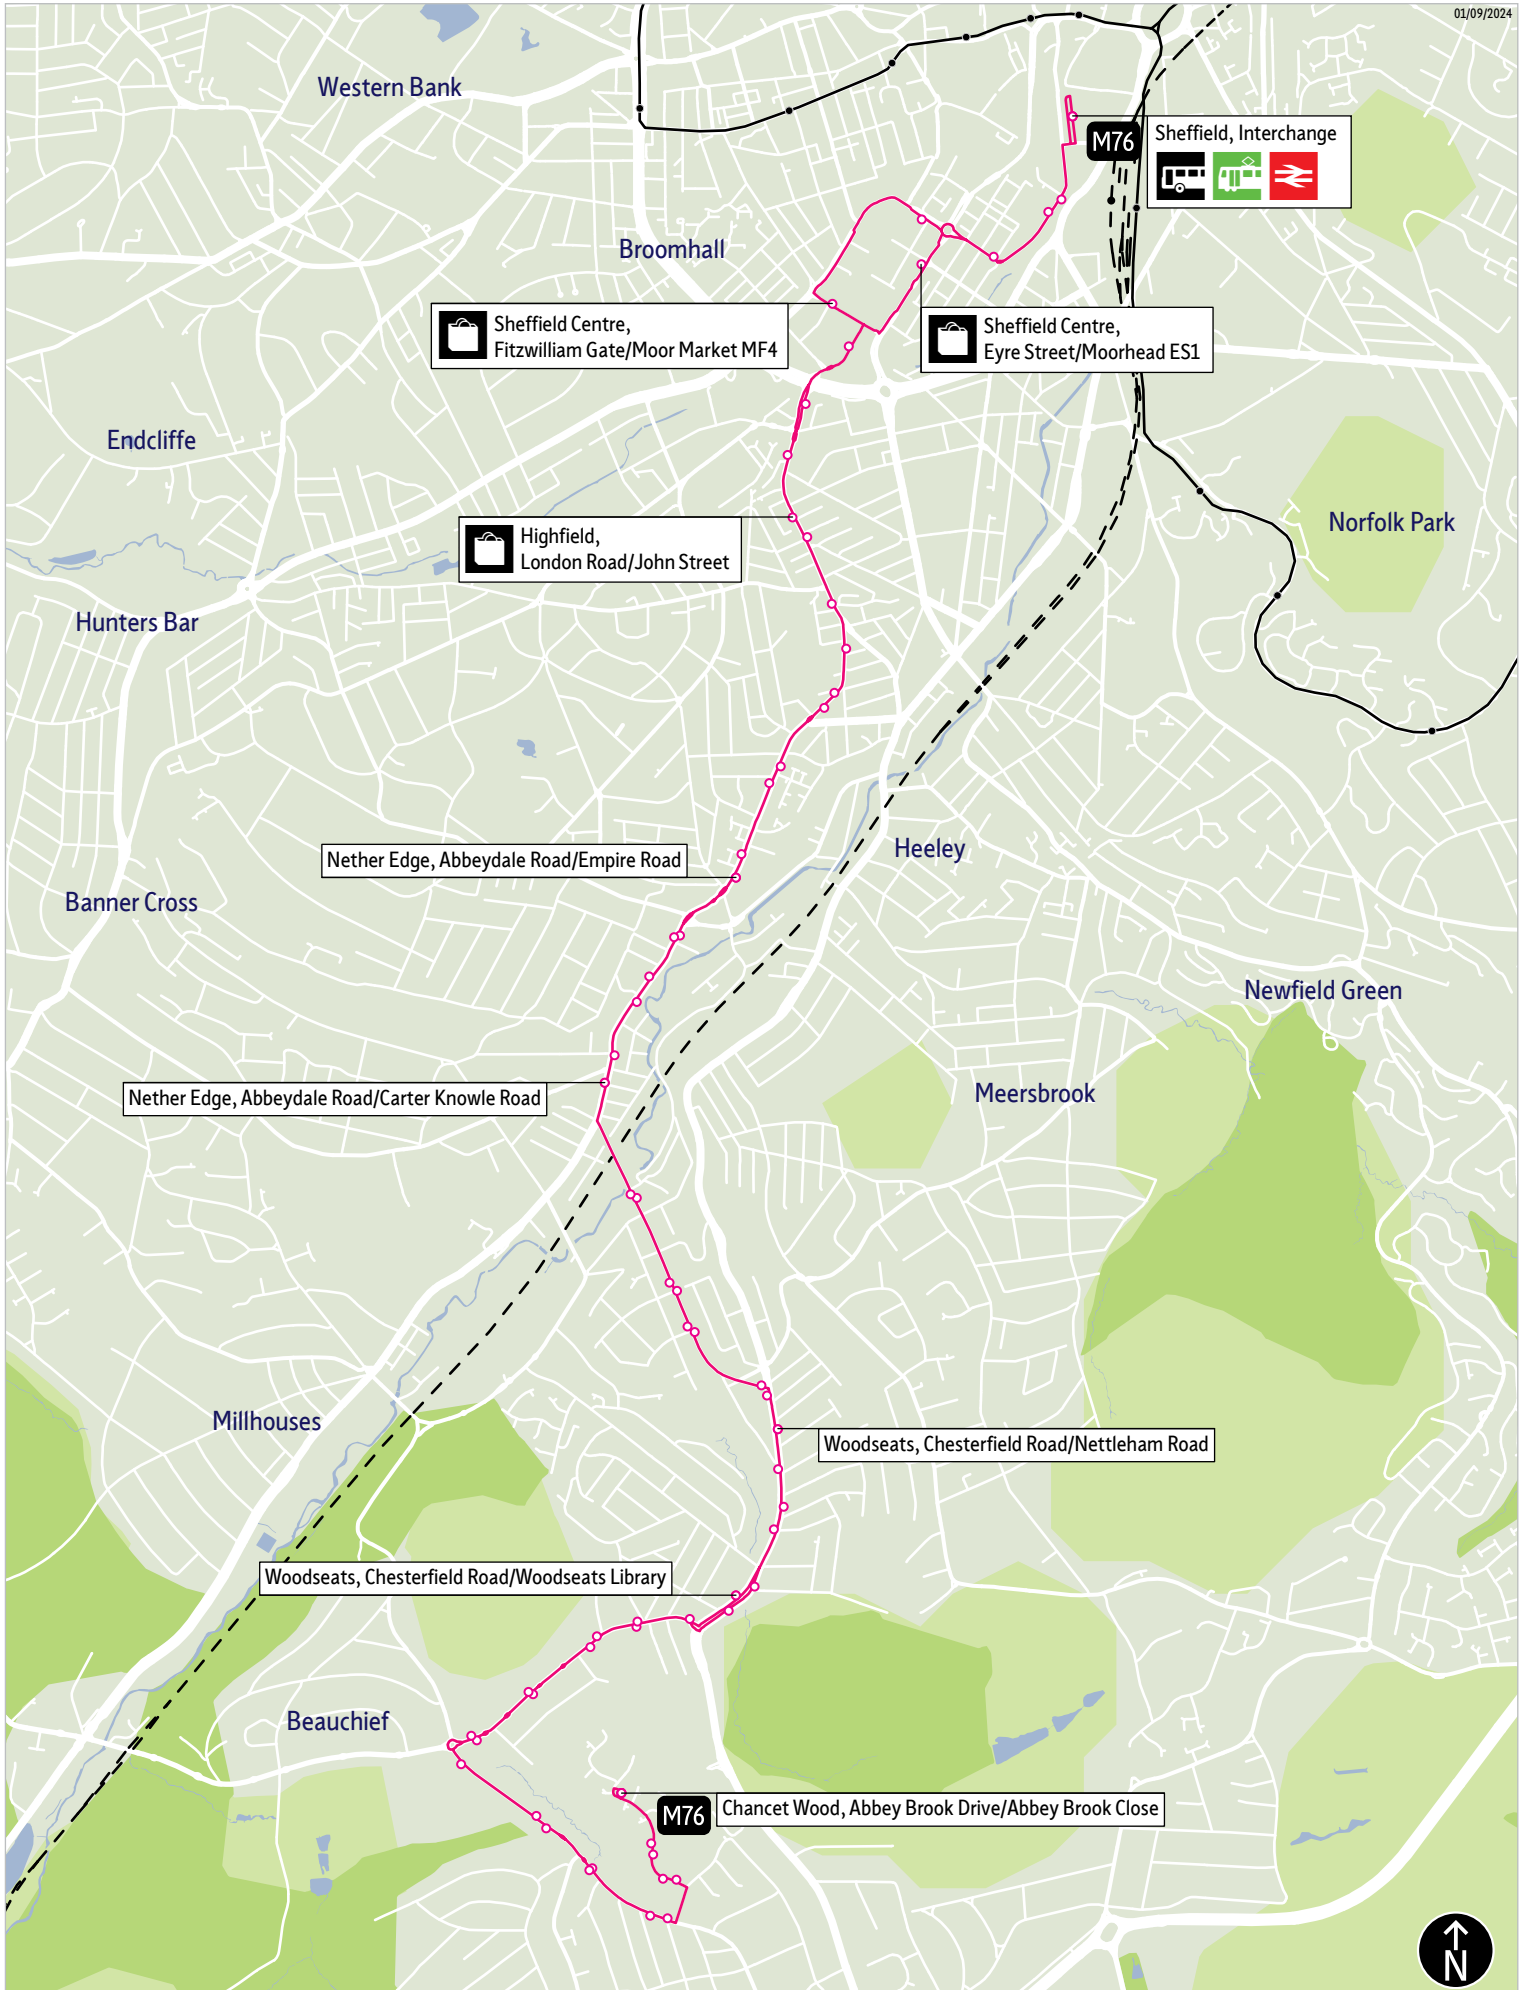 01/09/2024
Western Bank
M76
Sheffield, Interchange
Broomhall
Sheffield Centre,
Fitzwilliam Gate/Moor Market MF4
Sheffield Centre,
Eyre Street/Moorhead ES1
Endcliffe
Norfolk Park
Highfield,
London Road/John Street
Hunters Bar
Heeley
Nether Edge, Abbeydale Road/Empire Road
Banner Cross
Newfield Green
Nether Edge, Abbeydale Road/Carter Knowle Road
Meersbrook
Millhouses
Woodseats, Chesterfield Road/Nettleham Road
Woodseats, Chesterfield Road/Woodseats Library
Beauchief
M76
Chancet Wood, Abbey Brook Drive/Abbey Brook Close
N